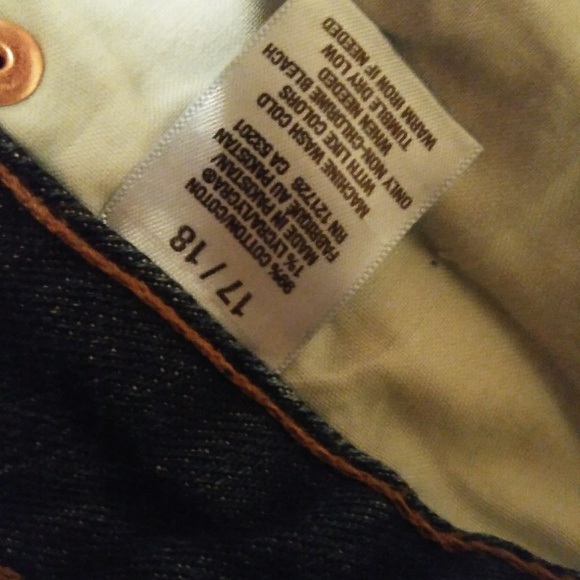 17 / 18
99% COTTON/COTON
1% LYCRA/LYCRA®
MADE IN PAKISTAN/
FABRIQUÉ AU PAKISTAN
RN 121726 CA 53201
MACHINE WASH COLD
WITH LIKE COLORS
ONLY NON-CHLORINE BLEACH
WHEN NEEDED
TUMBLE DRY LOW
WARM IRON IF NEEDED